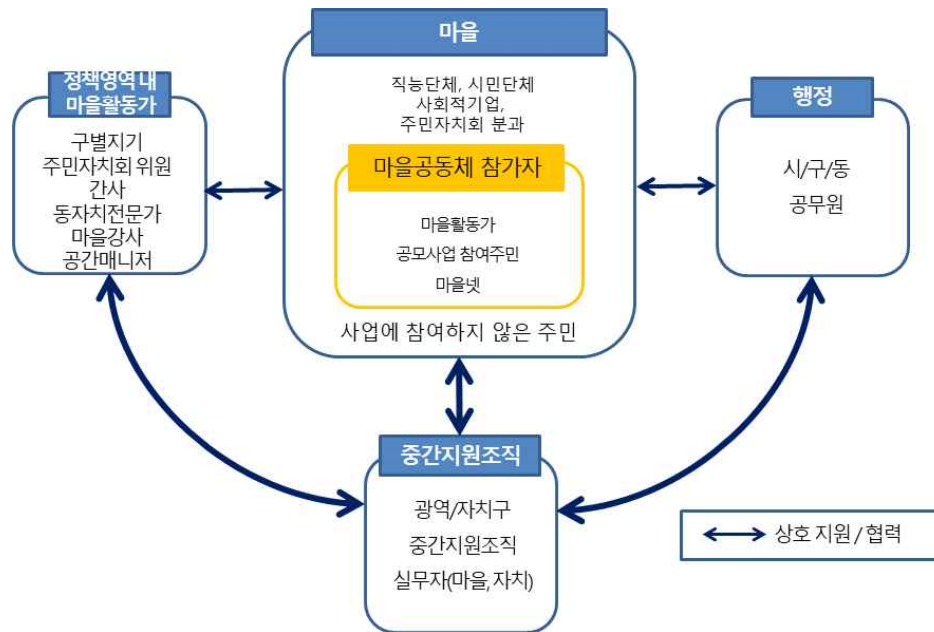 마을
직능단체, 시민단체
사회적기업,
주민자치회 분과
마을공동체 참가자
마을활동가
공모사업 참여주민
마을넷
사업에 참여하지 않은 주민
정책영역 내
마을활동가
구별지기
주민자치회 위원
간사
동자치전문가
마을강사
공간매니저
행정
시/구/동
공무원
중간지원조직
광역/자치구
중간지원조직
실무자(마을, 자치)
상호 지원 / 협력